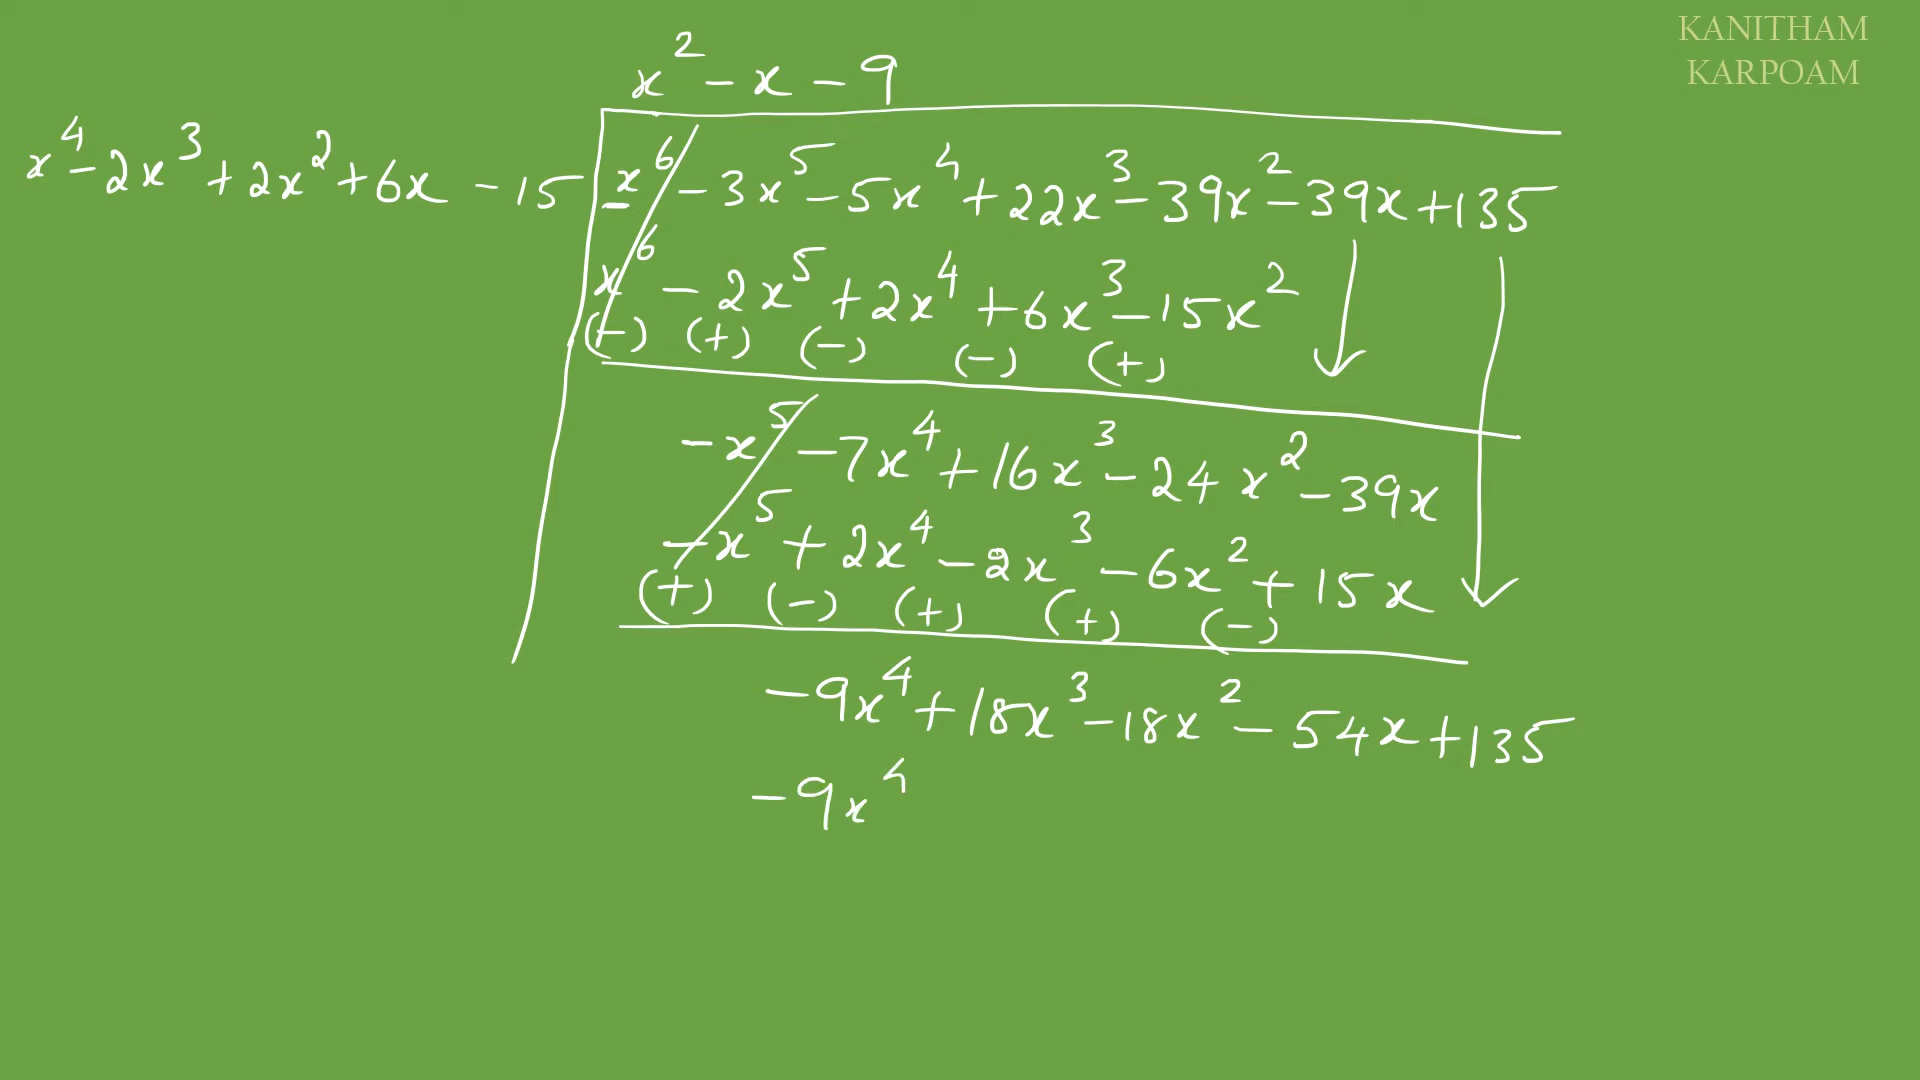 KANITHAM
KARPOAM
x² - x - 9
x⁴ - 2x³ + 2x² + 6x - 15 x⁶ - 3x⁵ - 5x⁴ + 22x³ - 39x² - 39x + 135
x⁶ - 2x⁵ + 2x⁴ + 6x³ - 15x²
(-) (+) (-) (-) (+)
-x⁵ - 7x⁴ + 16x³ - 24x² - 39x
-x⁵ + 2x⁴ - 2x³ - 6x² + 15x
(+) (-) (+) (+) (-)
-9x⁴ + 18x³ - 18x² - 54x + 135
-9x⁴